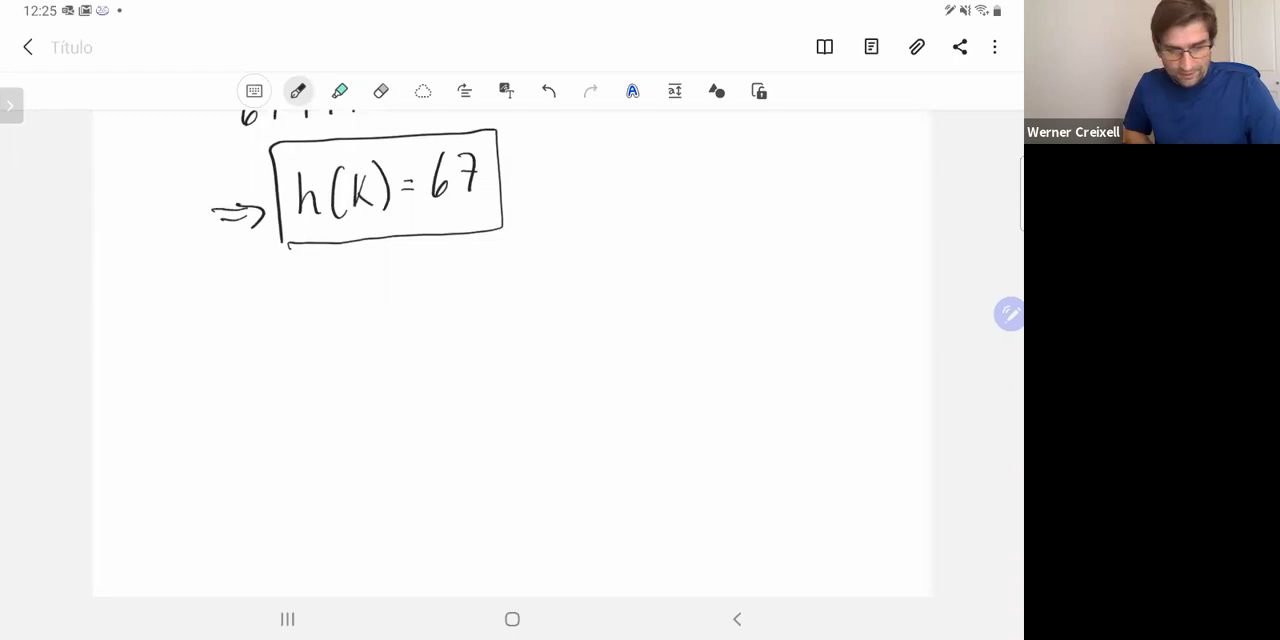 12:25
Título
Werner Creixell
⇒ h(K) = 67